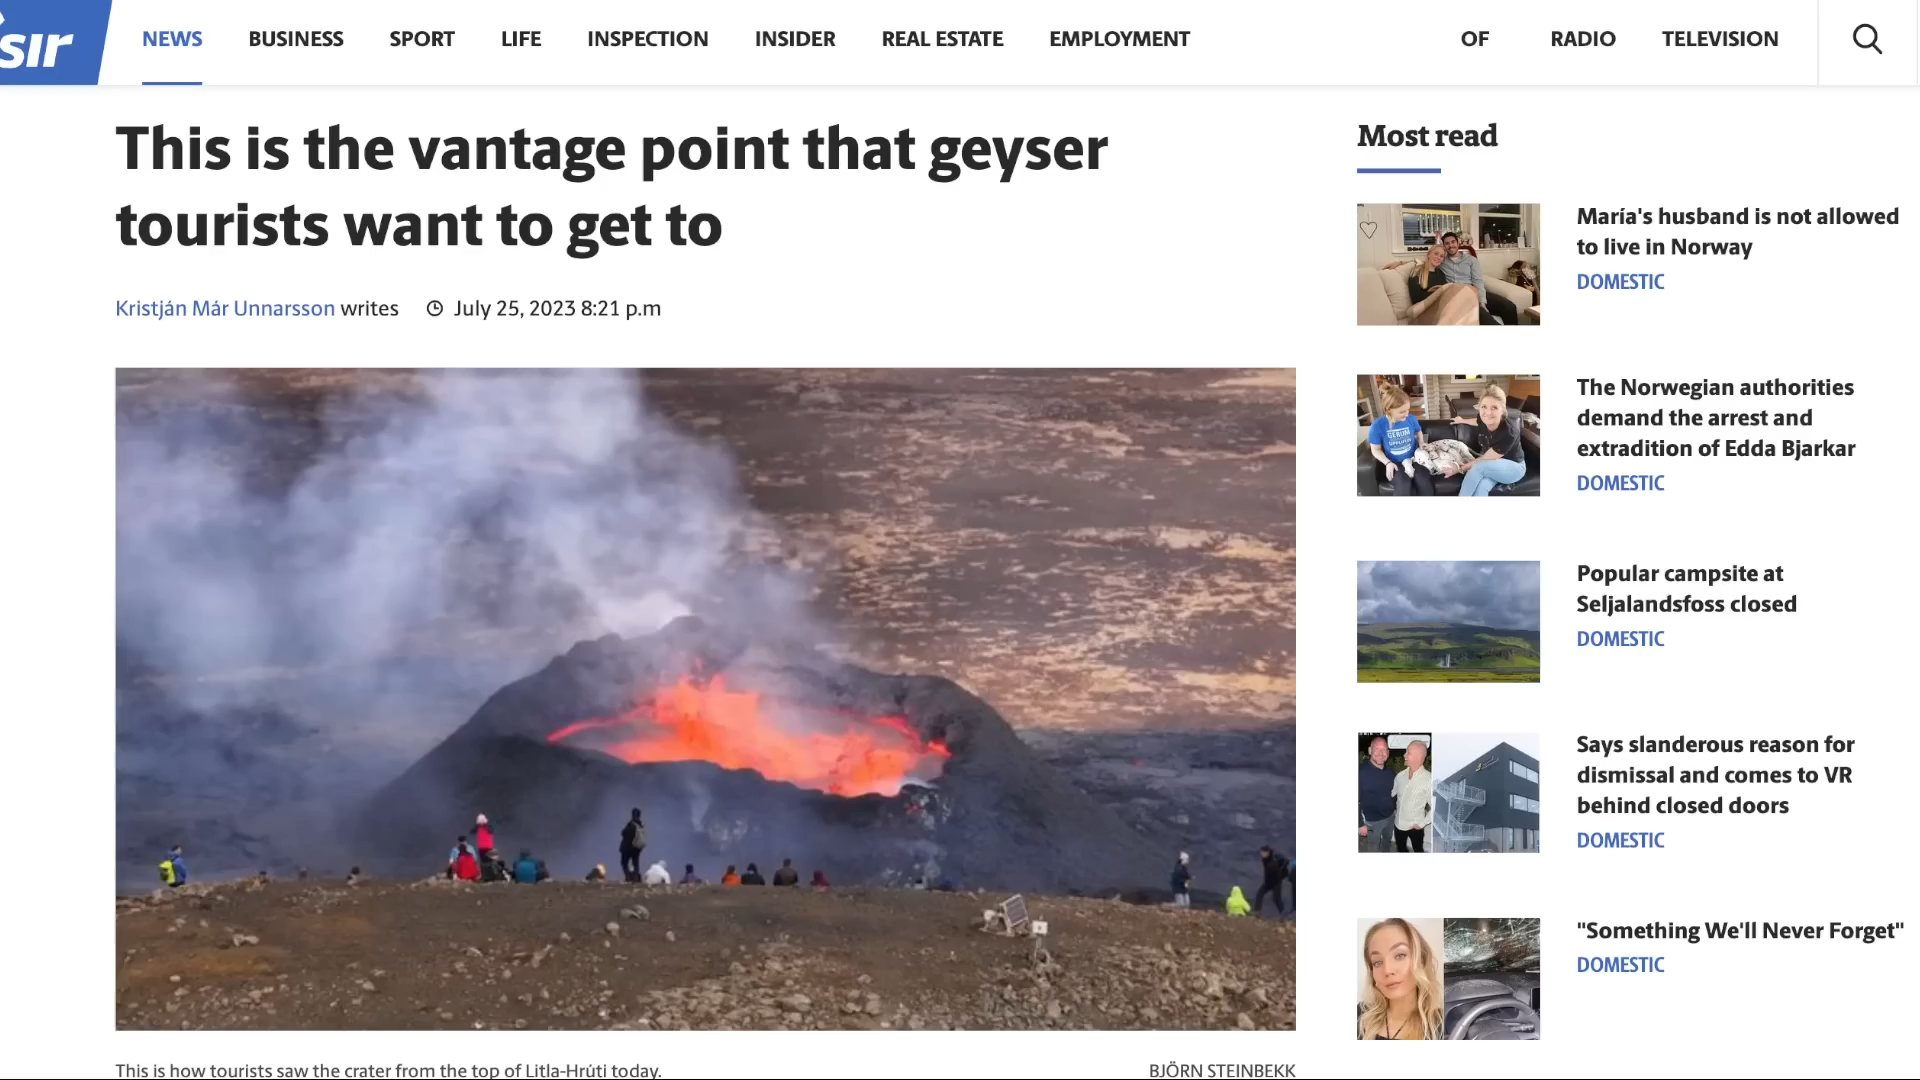 sır
NEWS BUSINESS SPORT LIFE INSPECTION INSIDER REAL ESTATE EMPLOYMENT OF RADIO TELEVISION
This is the vantage point that geyser
tourists want to get to
Kristján Már Unnarsson writes July 25, 2023 8:21 p.m
This is how tourists saw the crater from the top of Litla-Hrúti today.
BJÖRN STEINBEKK
Most read
María's husband is not allowed
to live in Norway
DOMESTIC
The Norwegian authorities
demand the arrest and
extradition of Edda Bjarkar
DOMESTIC
Popular campsite at
Seljalandsfoss closed
DOMESTIC
Says slanderous reason for
dismissal and comes to VR
behind closed doors
DOMESTIC
"Something We'll Never Forget"
DOMESTIC